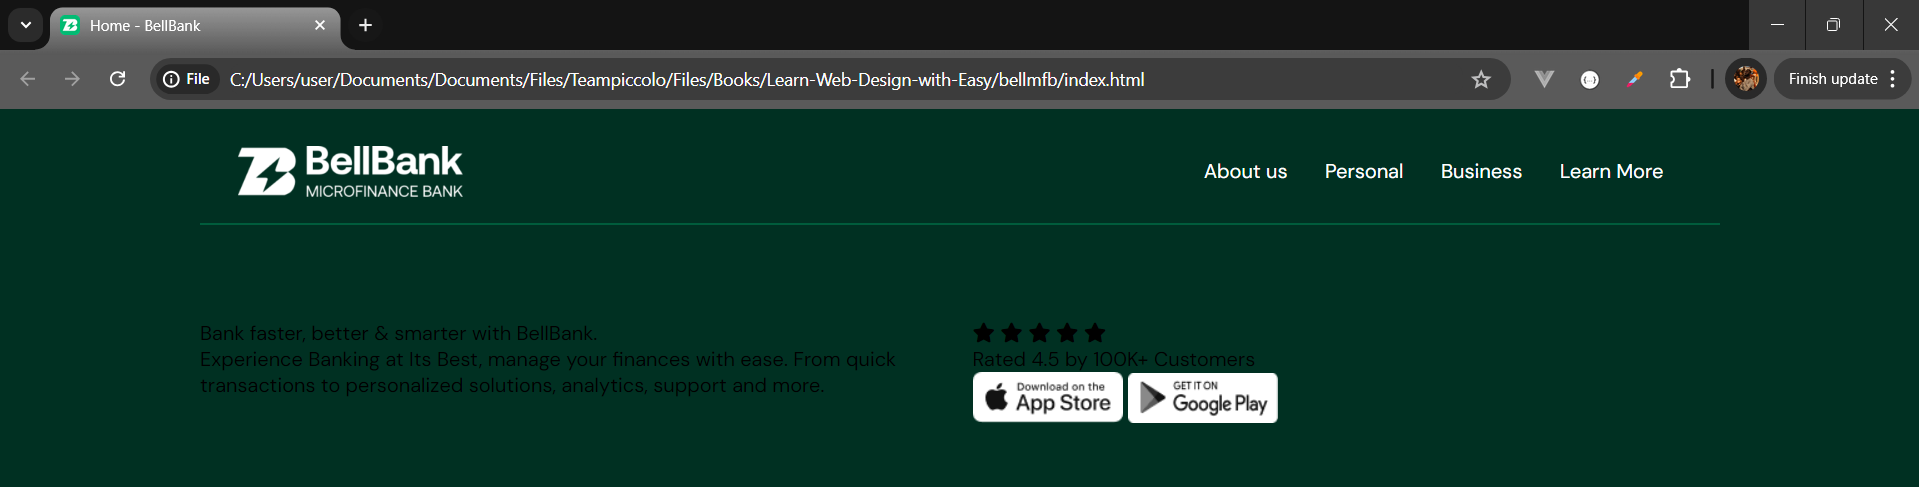 Home - BellBank
File
C:/Users/user/Documents/Documents/Files/Teampiccolo/Files/Books/Learn-Web-Design-with-Easy/bellmfb/index.html
Finish update
BellBank
MICROFINANCE BANK
About us Personal Business Learn More
Bank faster, better & smarter with BellBank.
Experience Banking at Its Best, manage your finances with ease. From quick
transactions to personalized solutions, analytics, support and more.
Rated 4.5 by 100K+ Customers
Download on the
App Store
GET IT ON
Google Play